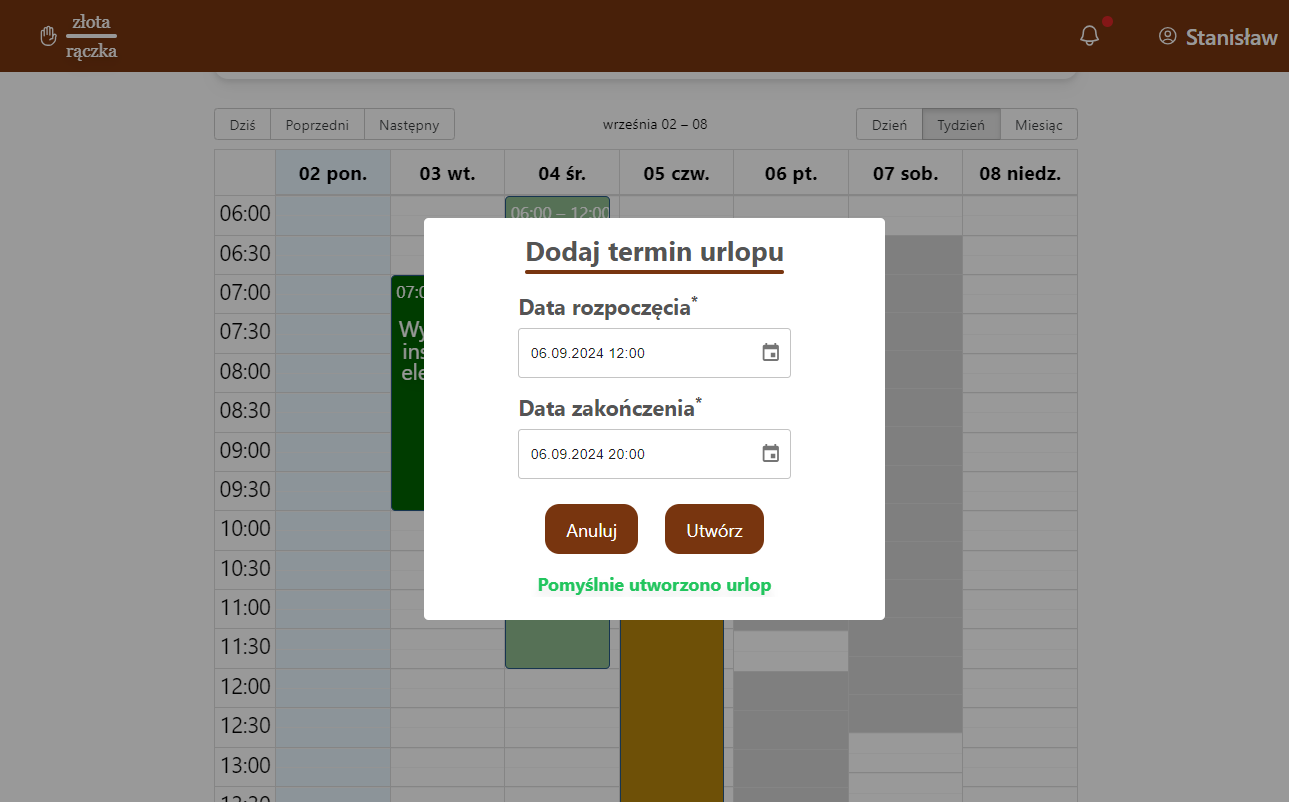 złota
rączka
Stanisław
Dziś Poprzedni Następny
września 02 – 08
Dzień Tydzień Miesiąc
02 pon. 03 wt. 04 śr. 05 czw. 06 pt. 07 sob. 08 niedz.
06:00
06:00 – 12:00
06:30
07:00
07:30
08:00
08:30
09:00
09:30
10:00
10:30
11:00
11:30
12:00
12:30
13:00
13:30
07:0
Wy
ins
ele
Dodaj termin urlopu
Data rozpoczęcia*
06.09.2024 12:00
Data zakończenia*
06.09.2024 20:00
Anuluj Utwórz
Pomyślnie utworzono urlop